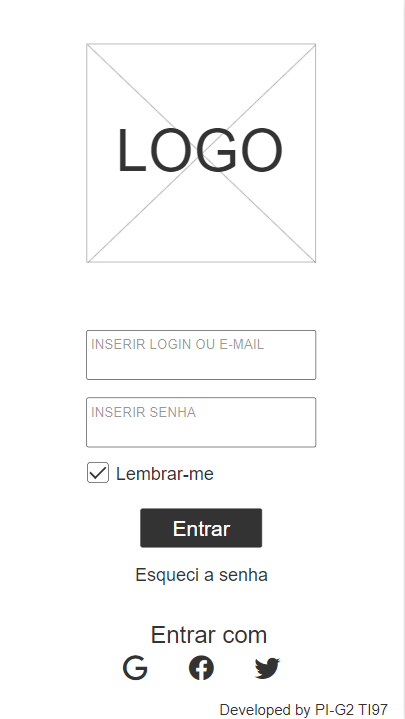 LOGO
INSERIR LOGIN OU E-MAIL
INSERIR SENHA
Lembrar-me
Entrar
Esqueci a senha
Entrar com
Developed by PI-G2 TI97